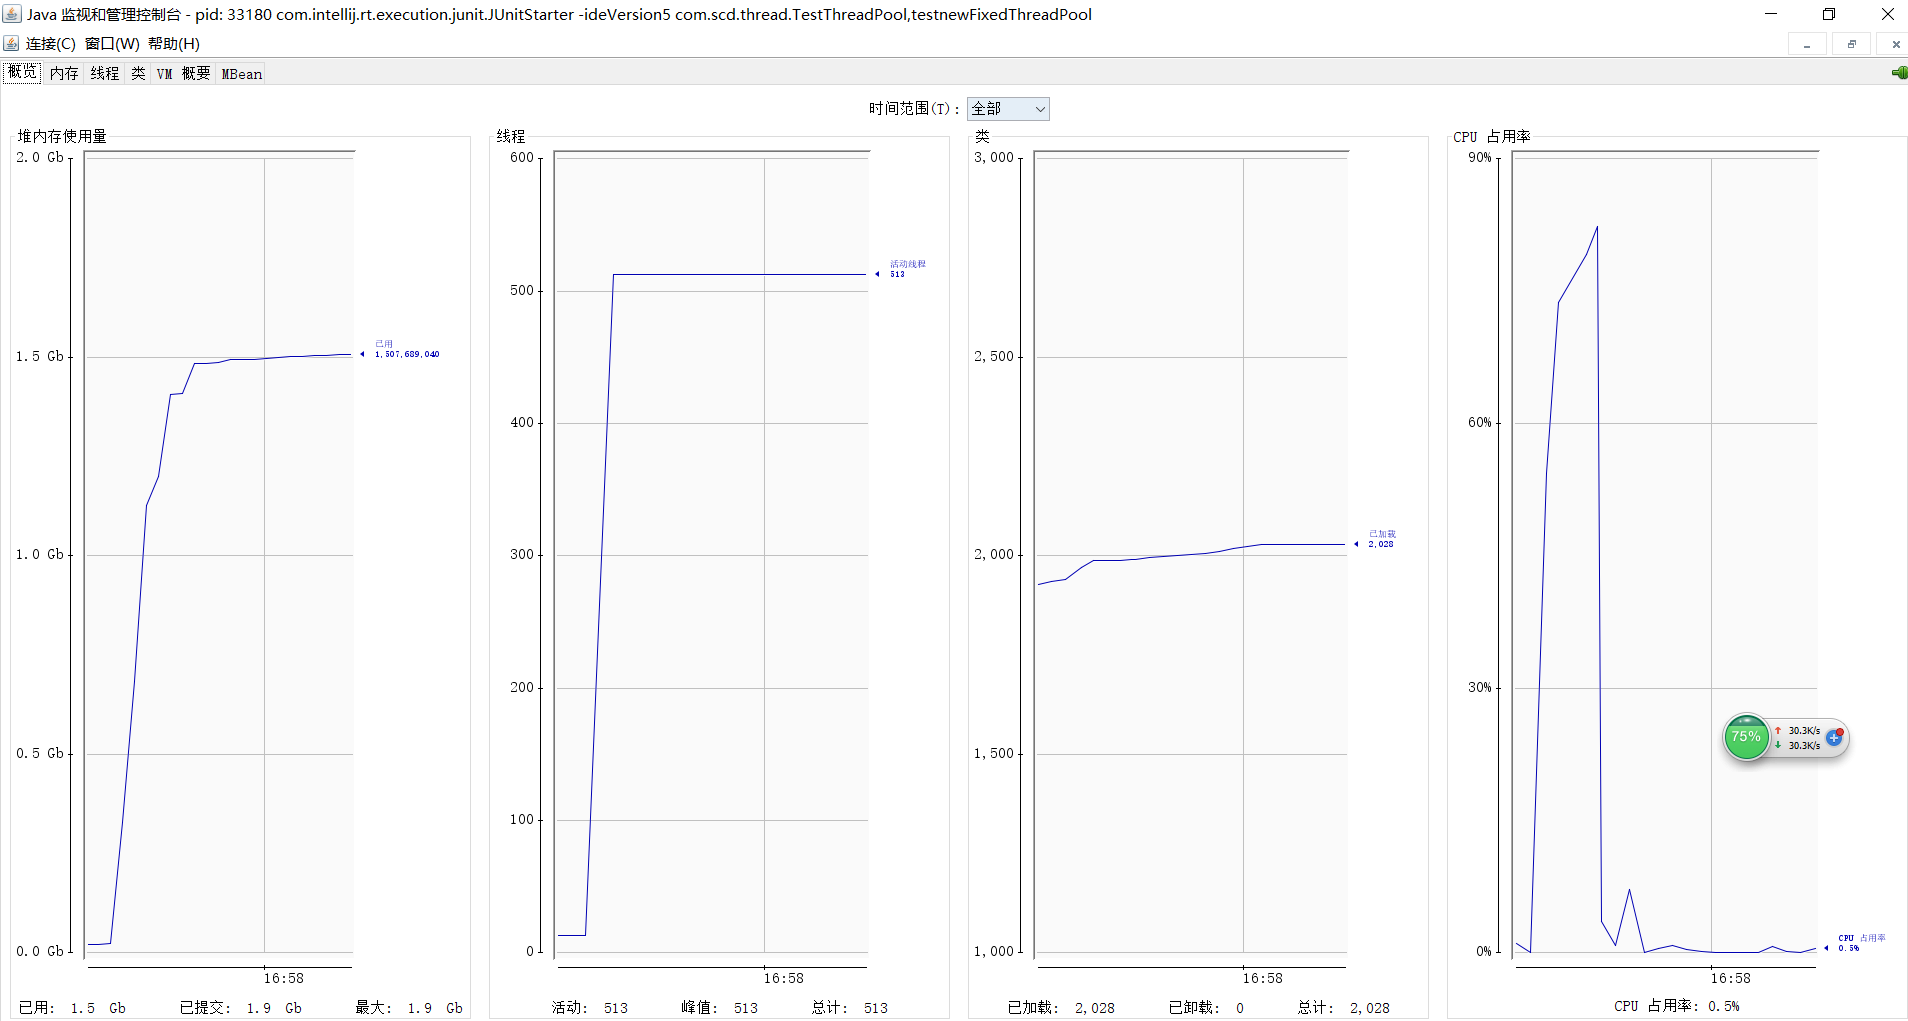 Java 监视和管理控制台 - pid: 33180 com.intellij.rt.execution.junit.JUnitStarter -ideVersion5 com.scd.thread.TestThreadPool,testnewFixedThreadPool
连接(C) 窗口(W) 帮助(H)
概览 内存 线程 类 VM 概要 MBean
时间范围(T): 全部
堆内存使用量
2.0 Gb
1.5 Gb
1.0 Gb
0.5 Gb
0.0 Gb
已用
1,507,689,040
16:58
已用: 1.5 Gb 已提交: 1.9 Gb 最大: 1.9 Gb
线程
600
500
400
300
200
100
0
活动线程
513
16:58
活动: 513 峰值: 513 总计: 513
类
3,000
2,500
2,000
1,500
1,000
已加载
2,028
16:58
已加载: 2,028 已卸载: 0 总计: 2,028
CPU 占用率
90%
60%
30%
0%
CPU 占用率
0.5%
16:58
CPU 占用率: 0.5%
75%
30.3K/s
30.3K/s